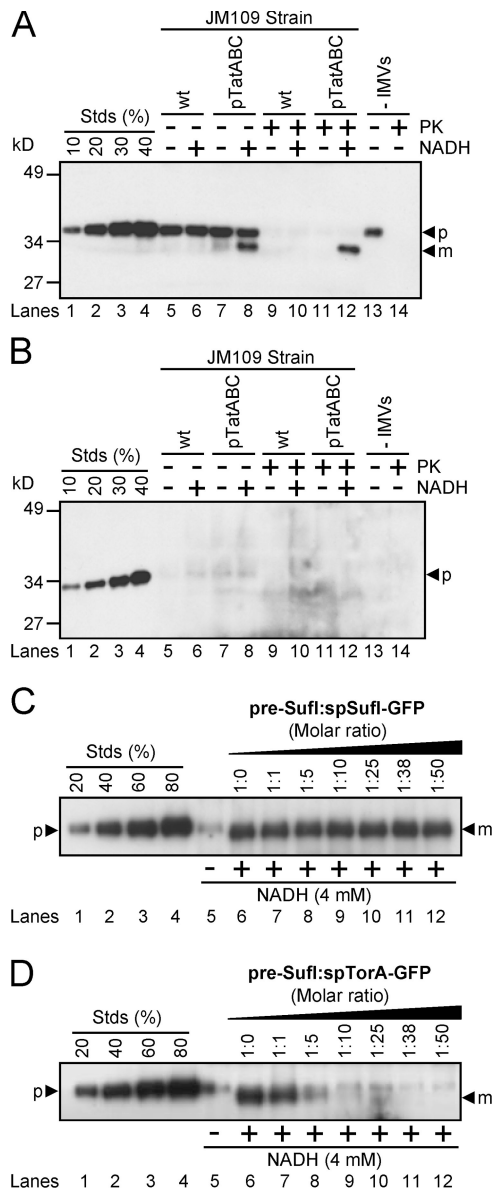 A
JM109 Strain
wt pTatABC wt pTatABC - IMVs
Stds (%)
- - - - + + + + - + PK
kD 10 20 30 40 - + - + - + - + - - NADH
49
34 p
m
27
Lanes 1 2 3 4 5 6 7 8 9 10 11 12 13 14
B
JM109 Strain
wt pTatABC wt pTatABC - IMVs
Stds (%)
- - - - + + + + - + PK
kD 10 20 30 40 - + - + - + - + - - NADH
49
34 p
27
Lanes 1 2 3 4 5 6 7 8 9 10 11 12 13 14
C
pre-SufI:spSufI-GFP
(Molar ratio)
Stds (%)
20 40 60 80 1:0 1:1 1:5 1:10 1:25 1:38 1:50
p m
- + + + + + + +
NADH (4 mM)
Lanes 1 2 3 4 5 6 7 8 9 10 11 12
D
pre-SufI:spTorA-GFP
(Molar ratio)
Stds (%)
20 40 60 80 1:0 1:1 1:5 1:10 1:25 1:38 1:50
p m
- + + + + + + +
NADH (4 mM)
Lanes 1 2 3 4 5 6 7 8 9 10 11 12